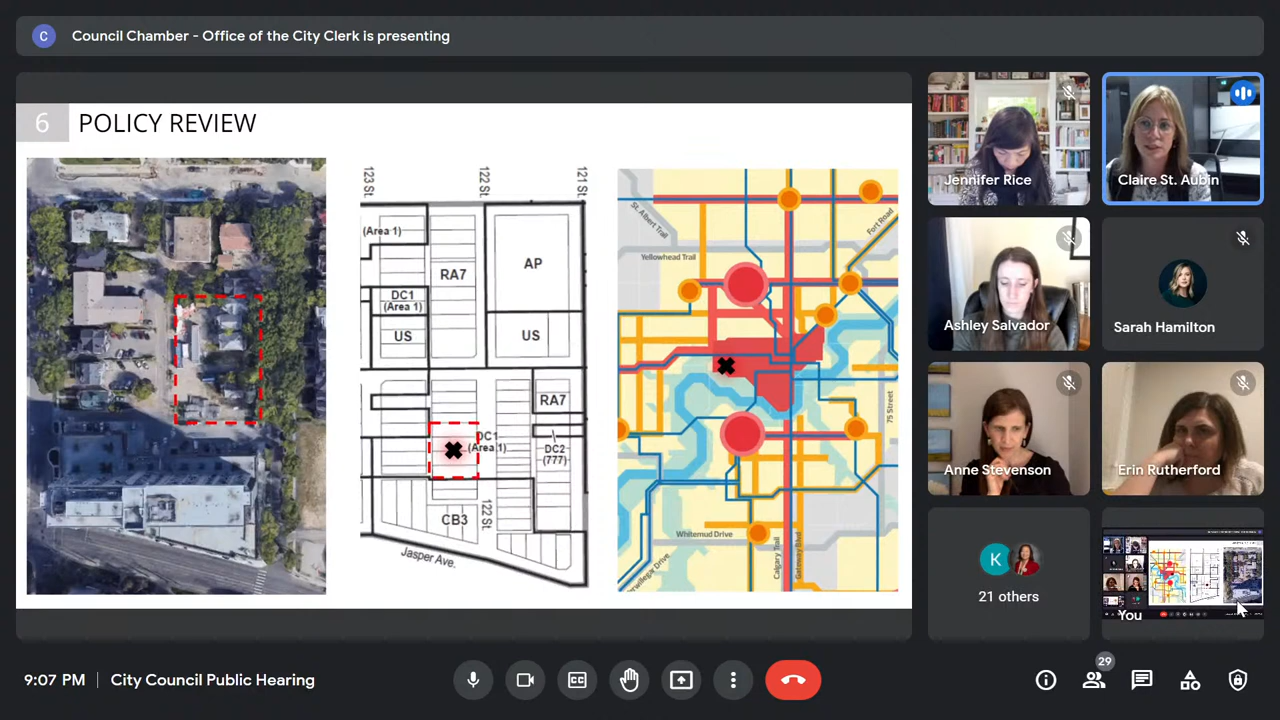 C
Council Chamber - Office of the City Clerk is presenting
6 POLICY REVIEW
123 St.
122 St.
121 St.
(Area 1)
RA7
AP
DC1
(Area 1)
US
US
RA7
DC1
(Area 1)
DC2
(777)
CB3
122 St.
Jasper Ave.
St. Albert Trail
Fort Road
Yellowhead Trail
75 Street
Whitemud Drive
Calgary Trail
Gateway Blvd
Jennifer Rice
Claire St. Aubin
Ashley Salvador
Sarah Hamilton
Anne Stevenson
Erin Rutherford
K
21 others
You
9:07 PM | City Council Public Hearing
29